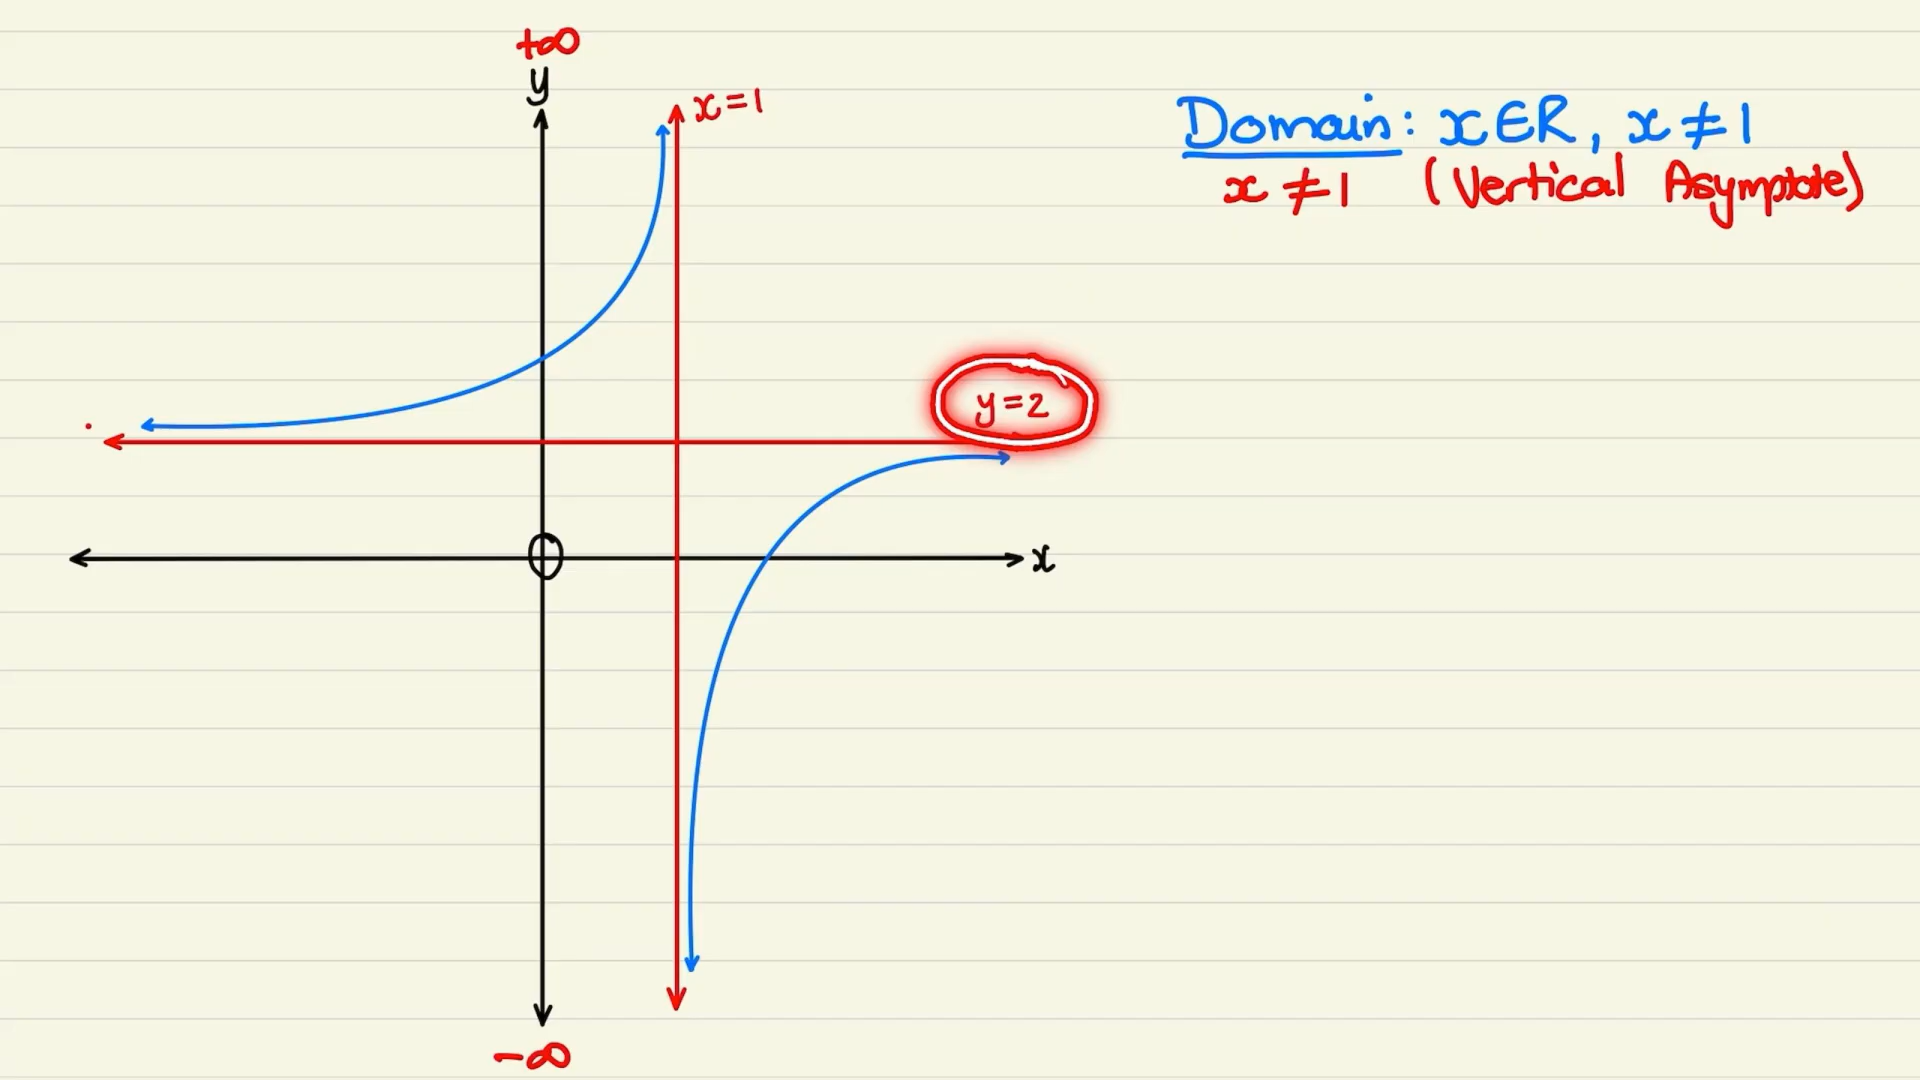 +∞
y
x=1
Domain: x∈R, x≠1
x≠1 (Vertical Asymptote)
y=2
0
x
-∞